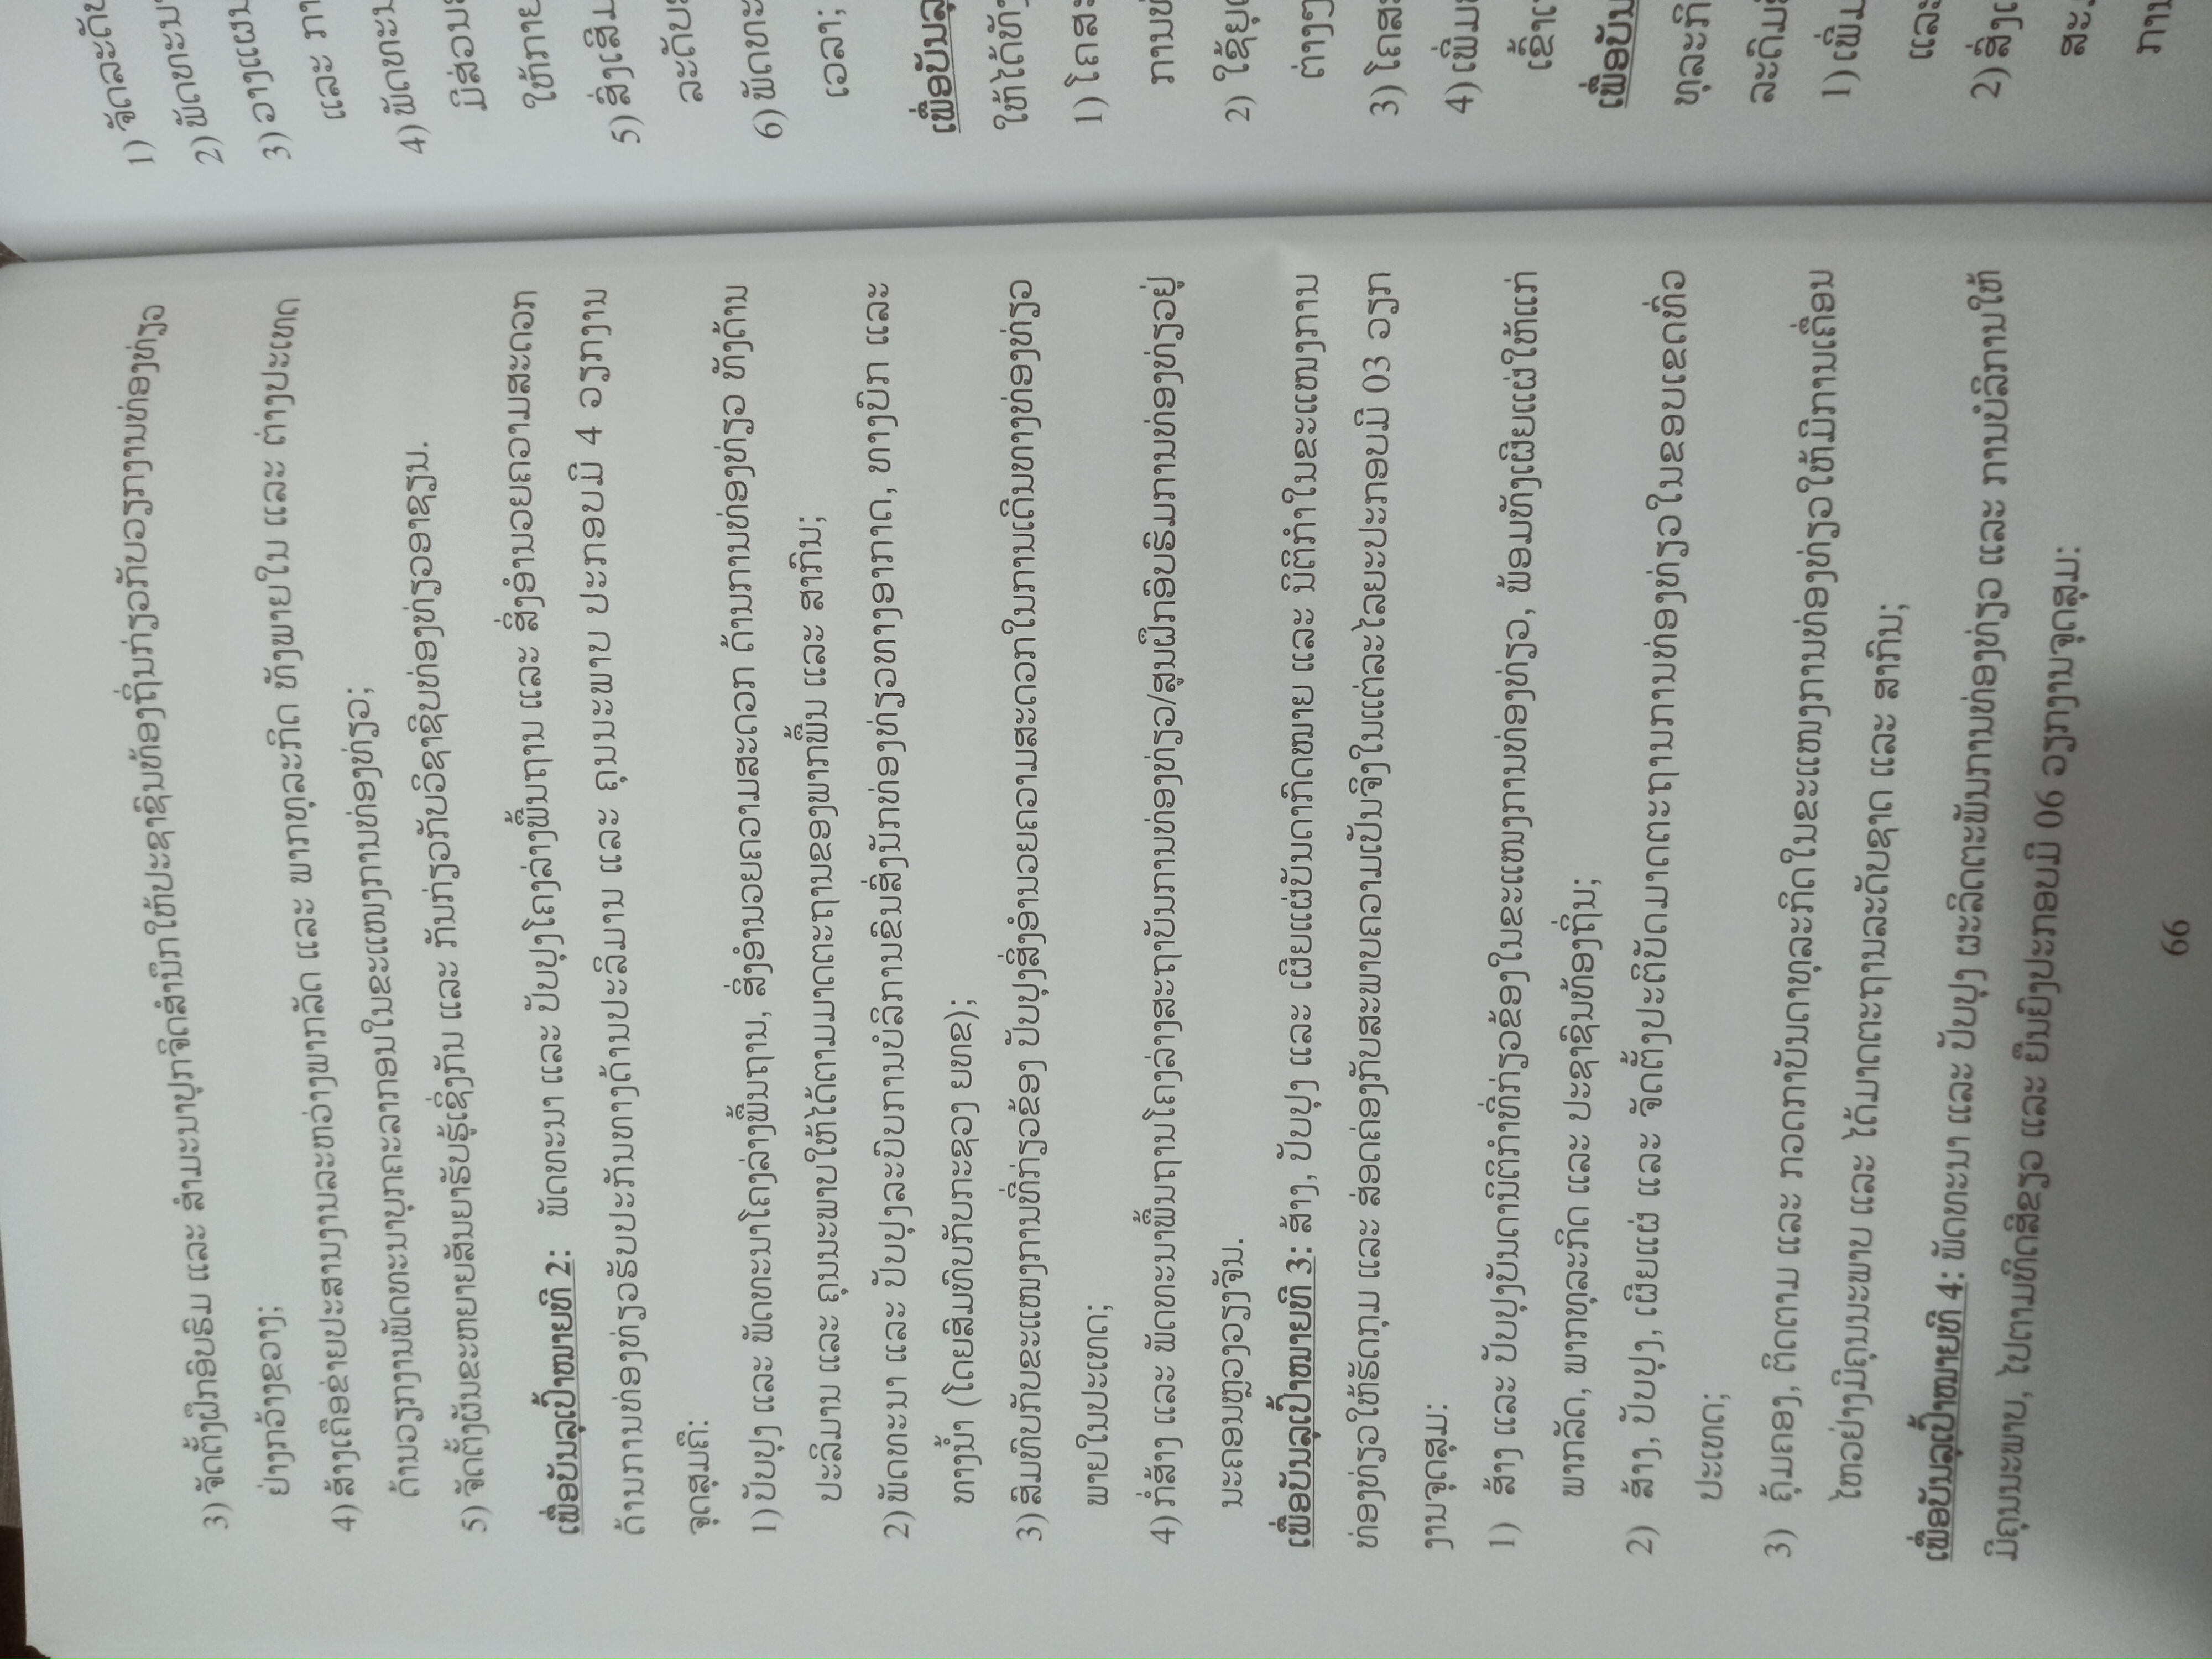 3) ຈັດຕັ້ງຝຶກອົບຮົມ ແລະ ສຳມະນາປຸກຈິດສຳນຶກໃຫ້ປະຊາຊົນທ້ອງຖິ່ນກ່ຽວກັບວຽກງານທ່ອງທ່ຽວ
ຢ່າງກວ້າງຂວາງ;
4) ສ້າງເຄືອຂ່າຍປະສານງານລະຫວ່າງພາກລັດ ແລະ ພາກທຸລະກິດ ທັງພາຍໃນ ແລະ ຕ່າງປະເທດ
ດ້ານວຽກງານພັດທະນາບຸກຄະລາກອນໃນຂະແໜງການທ່ອງທ່ຽວ;
5) ຈັດຕັ້ງຜັນຂະຫຍາຍສັນຍາຮັບຮູ້ເຊິ່ງກັນ ແລະ ກັນກ່ຽວກັບວິຊາຊີບທ່ອງທ່ຽວອາຊຽນ.
ເພື່ອບັນລຸເປົ້າໝາຍທີ 2: ພັດທະນາ ແລະ ປັບປຸງໂຄງລ່າງພື້ນຖານ ແລະ ສິ່ງອຳນວຍຄວາມສະດວກ
ດ້ານການທ່ອງທ່ຽວຮັບປະກັນທາງດ້ານປະລິມານ ແລະ ຄຸນນະພາບ ປະກອບມີ 4 ວຽກງານ
ຈຸດສຸມຄື:
1) ປັບປຸງ ແລະ ພັດທະນາໂຄງລ່າງພື້ນຖານ, ສິ່ງອຳນວຍຄວາມສະດວກ ດ້ານການທ່ອງທ່ຽວ ທັງດ້ານ
ປະລິມານ ແລະ ຄຸນນະພາບໃຫ້ໄດ້ຕາມມາດຕະຖານຂອງພາກພື້ນ ແລະ ສາກົນ;
2) ພັດທະນາ ແລະ ປັບປຸງລະບົບການບໍລິການຂົນສົ່ງນັກທ່ອງທ່ຽວທາງອາກາດ, ທາງບົກ ແລະ
ທາງນ້ຳ (ໂດຍສົມທົບກັບກະຊວງ ຍທຂ);
3) ສົມທົບກັບຂະແໜງການທີ່ກ່ຽວຂ້ອງ ປັບປຸງສິ່ງອຳນວຍຄວາມສະດວກໃນການເດີນທາງທ່ອງທ່ຽວ
ພາຍໃນປະເທດ;
4) ກໍ່ສ້າງ ແລະ ພັດທະນາພື້ນຖານໂຄງລ່າງສະຖາບັນການທ່ອງທ່ຽວ/ສູນຝຶກອົບຮົມການທ່ອງທ່ຽວຢູ່
ນະຄອນຫຼວງວຽງຈັນ.
ເພື່ອບັນລຸເປົ້າໝາຍທີ 3: ສ້າງ, ປັບປຸງ ແລະ ເຜີຍແຜ່ບັນດາກົດໝາຍ ແລະ ນິຕິກຳໃນຂະແໜງການ
ທ່ອງທ່ຽວໃຫ້ຮັດກຸມ ແລະ ສ່ອດຄ່ອງກັບສະພາບຄວາມເປັນຈິງໃນແຕ່ລະໄລຍະປະກອບມີ 03 ວຽກ
ງານຈຸດສຸມ:
1) ສ້າງ ແລະ ປັບປຸງບັນດານິຕິກຳທີ່ກ່ຽວຂ້ອງໃນຂະແໜງການທ່ອງທ່ຽວ, ພ້ອມທັງເຜີຍແຜ່ໃຫ້ແກ່
ພາກລັດ, ພາກທຸລະກິດ ແລະ ປະຊາຊົນທ້ອງຖິ່ນ;
2) ສ້າງ, ປັບປຸງ, ເຜີຍແຜ່ ແລະ ຈັດຕັ້ງປະຕິບັດມາດຕະຖານການທ່ອງທ່ຽວໃນຂອບເຂດທົ່ວ
ປະເທດ;
3) ຄຸ້ມຄອງ, ຕິດຕາມ ແລະ ກວດກາບັນດາທຸລະກິດໃນຂະແໜງການທ່ອງທ່ຽວໃຫ້ມີການເຄື່ອນ
ໄຫວຢ່າງມີຄຸນນະພາບ ແລະ ໄດ້ມາດຕະຖານລະດັບຊາດ ແລະ ສາກົນ;
ເພື່ອບັນລຸເປົ້າໝາຍທີ 4: ພັດທະນາ ແລະ ປັບປຸງ ຜະລິດຕະພັນການທ່ອງທ່ຽວ ແລະ ການບໍລິການໃຫ້
ມີຄຸນນະພາບ, ໄປຕາມທິດສີຂຽວ ແລະ ຍືນຍົງປະກອບມີ 06 ວຽກງານຈຸດສຸມ:
66
1) ຈັດລະດັບ
2) ພັດທະນາ
3) ວາງແຜນ
ແລະ ກາ
4) ພັດທະນ
ມີສ່ວນ
ໃຫ້ກາຍ
5) ສົ່ງເສີມ
ລະດັບ
6) ພັດທະ
ເວລາ;
ເພື່ອບັນລຸ
ໃຫ້ໄດ້ທັງ
1) ໂຄສະ
ການທ່
2) ໃຊ້ຍຸດ
ຕ່າງໆ
3) ໂຄສະ
4) ເພີ່ມ
ເຂົ້າ
ເພື່ອບັນ
ທຸລະກິ
ລະດົມ
1) ເພີ່ມ
ແລະ
2) ສົ່ງ
ສະ
ການ